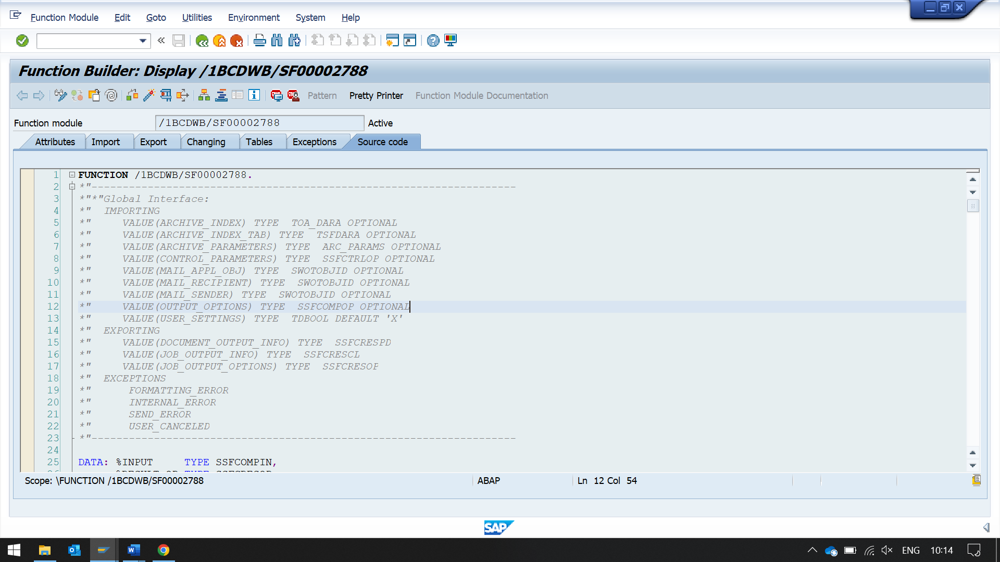 Function Module Edit Goto Utilities Environment System Help
Function Builder: Display /1BCDWB/SF00002788
Pattern Pretty Printer Function Module Documentation
Function module /1BCDWB/SF00002788 Active
Attributes Import Export Changing Tables Exceptions Source code
1 FUNCTION /1BCDWB/SF00002788.
2 *"--------------------------------------------------------------------
3 *"*"Global Interface:
4 *" IMPORTING
5 *" VALUE(ARCHIVE_INDEX) TYPE TOA_DARA OPTIONAL
6 *" VALUE(ARCHIVE_INDEX_TAB) TYPE TSFDARA OPTIONAL
7 *" VALUE(ARCHIVE_PARAMETERS) TYPE ARC_PARAMS OPTIONAL
8 *" VALUE(CONTROL_PARAMETERS) TYPE SSFCTRLOP OPTIONAL
9 *" VALUE(MAIL_APPL_OBJ) TYPE SWOTOBJID OPTIONAL
10 *" VALUE(MAIL_RECIPIENT) TYPE SWOTOBJID OPTIONAL
11 *" VALUE(MAIL_SENDER) TYPE SWOTOBJID OPTIONAL
12 *" VALUE(OUTPUT_OPTIONS) TYPE SSFCOMPOP OPTIONAL
13 *" VALUE(USER_SETTINGS) TYPE TDBOOL DEFAULT 'X'
14 *" EXPORTING
15 *" VALUE(DOCUMENT_OUTPUT_INFO) TYPE SSFCRESPD
16 *" VALUE(JOB_OUTPUT_INFO) TYPE SSFCRESCL
17 *" VALUE(JOB_OUTPUT_OPTIONS) TYPE SSFCRESOP
18 *" EXCEPTIONS
19 *" FORMATTING_ERROR
20 *" INTERNAL_ERROR
21 *" SEND_ERROR
22 *" USER_CANCELED
23 *"--------------------------------------------------------------------
24
25 DATA: %INPUT TYPE SSFCOMPIN,
Scope: \FUNCTION /1BCDWB/SF00002788 ABAP Ln 12 Col 54
SAP
ENG 10:14